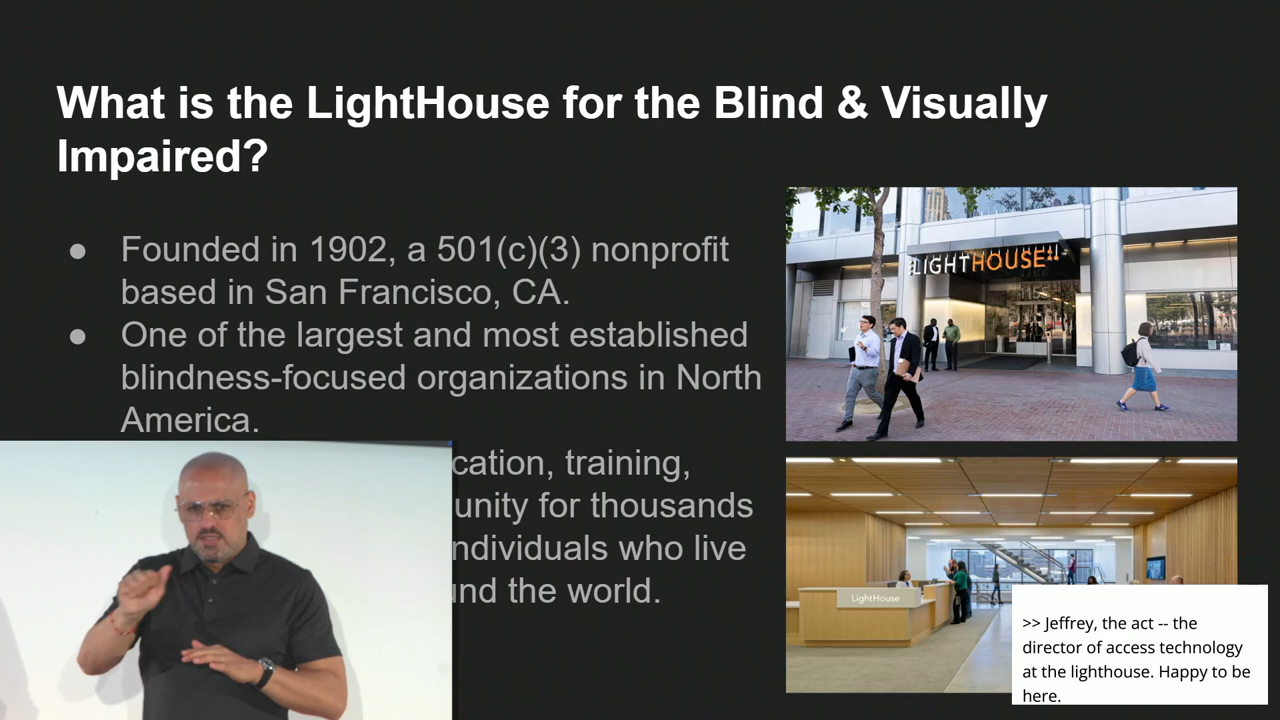 What is the LightHouse for the Blind & Visually
Impaired?
● Founded in 1902, a 501(c)(3) nonprofit
based in San Francisco, CA.
● One of the largest and most established
blindness-focused organizations in North
America.
cation, training,
unity for thousands
ndividuals who live
und the world.
LIGHTHOUSE
LightHouse
>> Jeffrey, the act -- the
director of access technology
at the lighthouse. Happy to be
here.